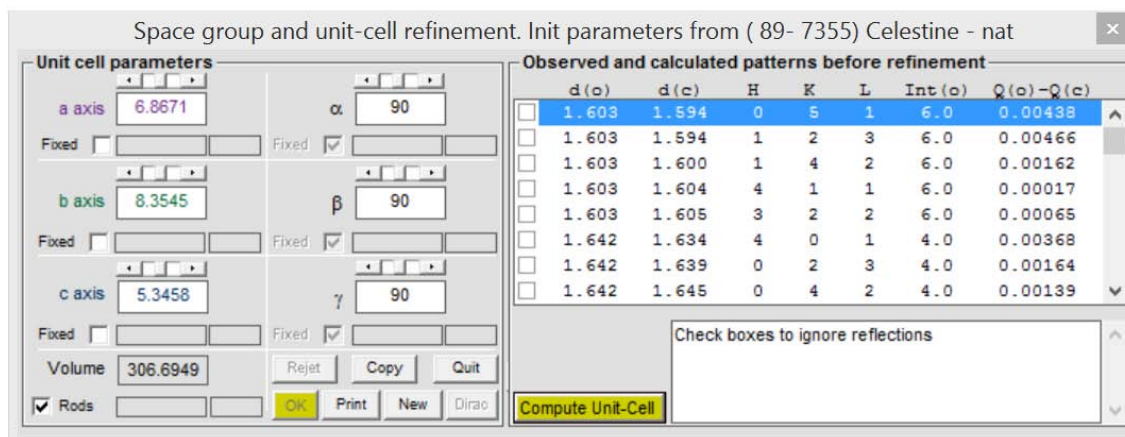 Space group and unit-cell refinement. Init parameters from ( 89- 7355) Celestine - nat
Unit cell parameters
a axis 6.8671 α 90
Fixed Fixed
b axis 8.3545 β 90
Fixed Fixed
c axis 5.3458 γ 90
Fixed Fixed
Volume 306.6949 Rejet Copy Quit
Rods OK Print New Dirac
Observed and calculated patterns before refinement
d(o) d(c) H K L Int(o) Q(o)-Q(c)
1.603 1.594 0 5 1 6.0 0.00438
1.603 1.594 1 2 3 6.0 0.00466
1.603 1.600 1 4 2 6.0 0.00162
1.603 1.604 4 1 1 6.0 0.00017
1.603 1.605 3 2 2 6.0 0.00065
1.642 1.634 4 0 1 4.0 0.00368
1.642 1.639 0 2 3 4.0 0.00164
1.642 1.645 0 4 2 4.0 0.00139
Check boxes to ignore reflections
Compute Unit-Cell